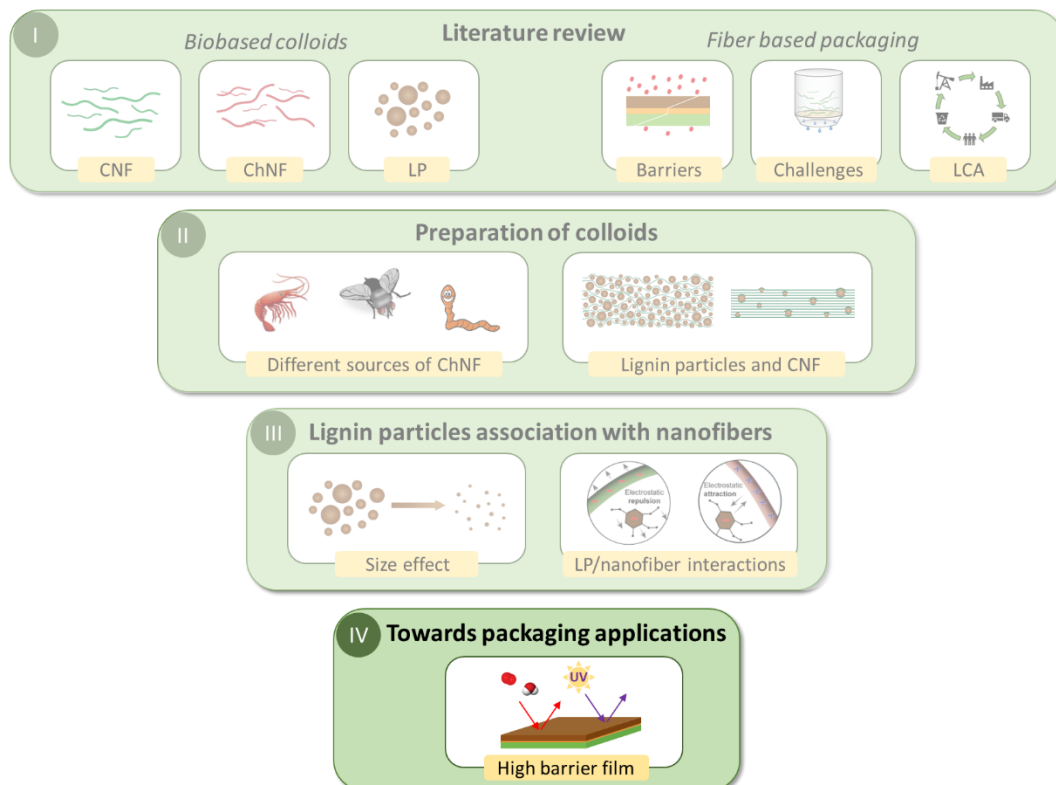 I
Literature review
Biobased colloids
Fiber based packaging
CNF
ChNF
LP
Barriers
Challenges
LCA
II
Preparation of colloids
Different sources of ChNF
Lignin particles and CNF
III
Lignin particles association with nanofibers
Size effect
Electrostatic
repulsion
Electrostatic
attraction
LP/nanofiber interactions
IV
Towards packaging applications
UV
High barrier film